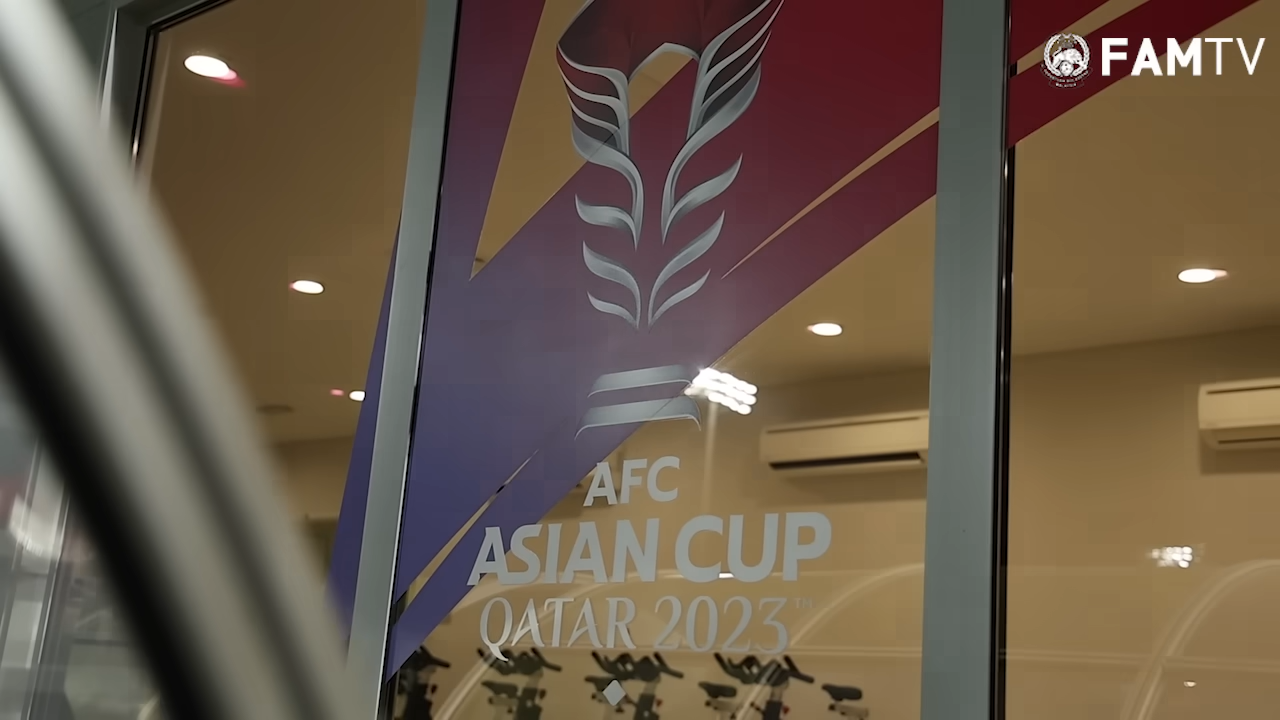 FAMTV
AFC
ASIAN CUP
QATAR 2023™